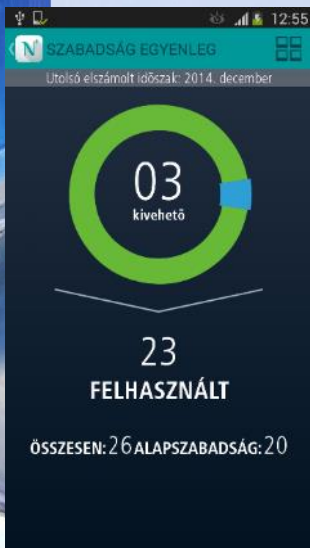 12:55
N
SZABADSÁG EGYENLEG
Utolsó elszámolt időszak: 2014. december
03
kivehető
23
FELHASZNÁLT
ÖSSZESEN: 26 ALAPSZABADSÁG: 20